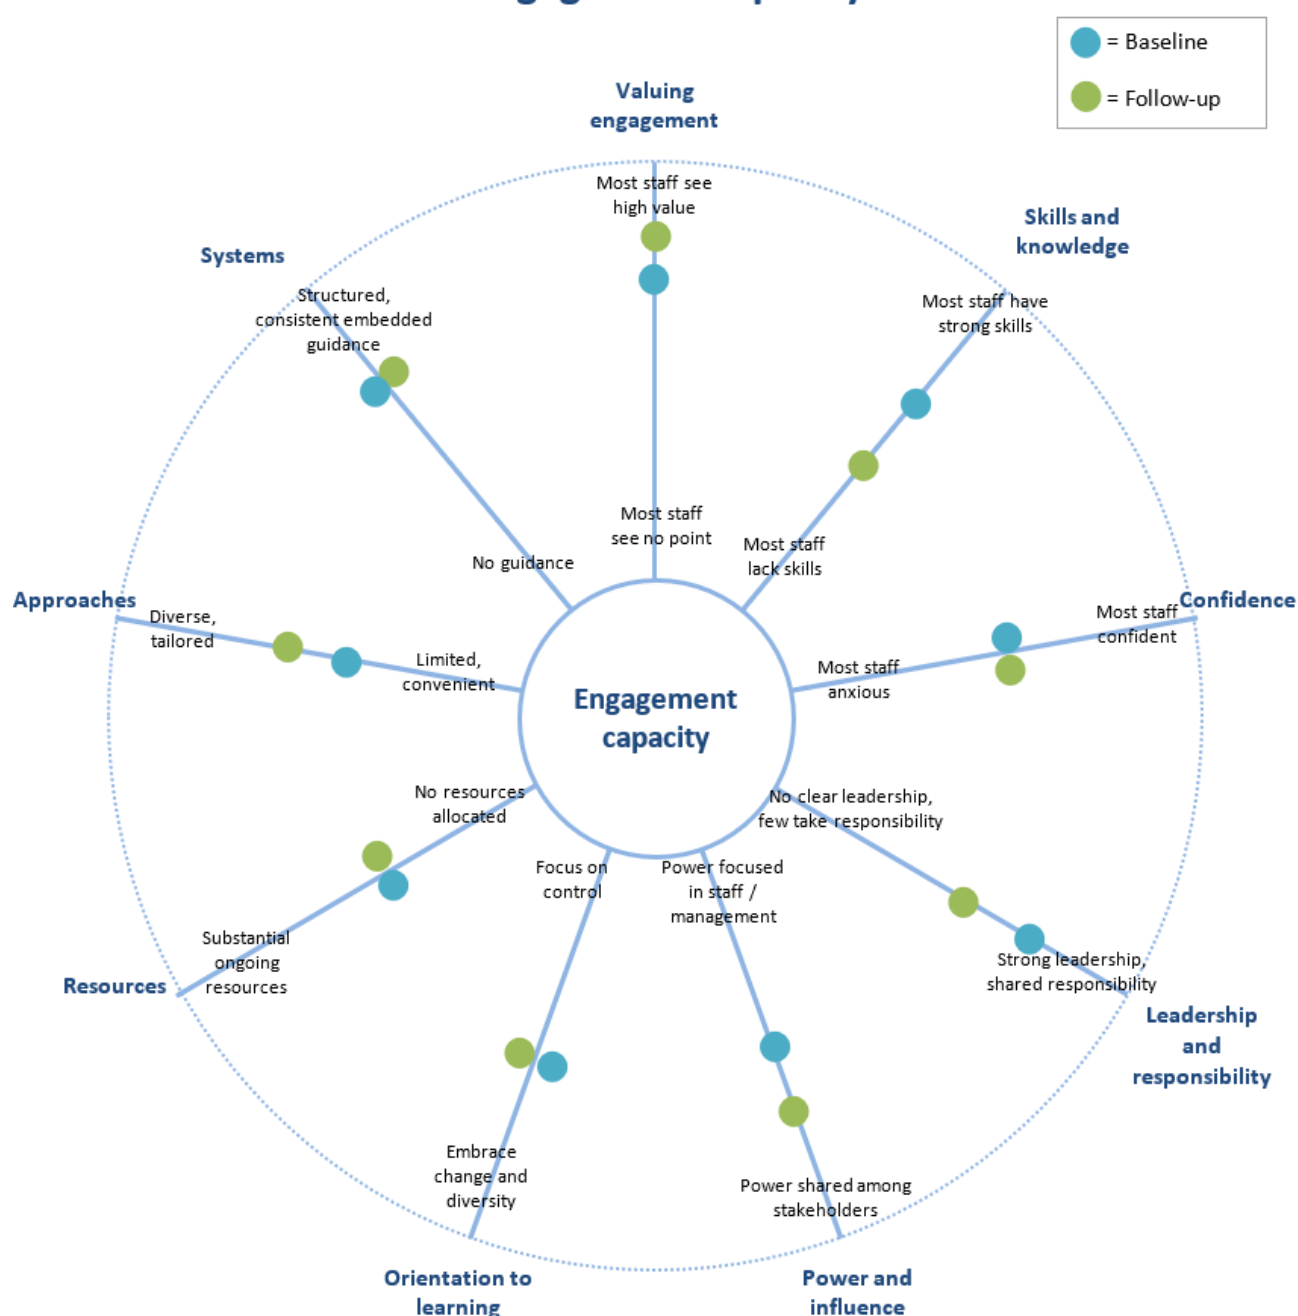 = Baseline
= Follow-up
Valuing
engagement
Most staff see
high value
Most staff
see no point
Skills and
knowledge
Most staff have
strong skills
Most staff
lack skills
Confidence
Most staff
confident
Most staff
anxious
Leadership
and
responsibility
No clear leadership,
few take responsibility
Strong leadership,
shared responsibility
Power and
influence
Power focused
in staff /
management
Power shared among
stakeholders
Orientation to
learning
Focus on
control
Embrace
change and
diversity
Resources
No resources
allocated
Substantial
ongoing
resources
Approaches
Diverse,
tailored
Limited,
convenient
Systems
Structured,
consistent embedded
guidance
No guidance
Engagement
capacity